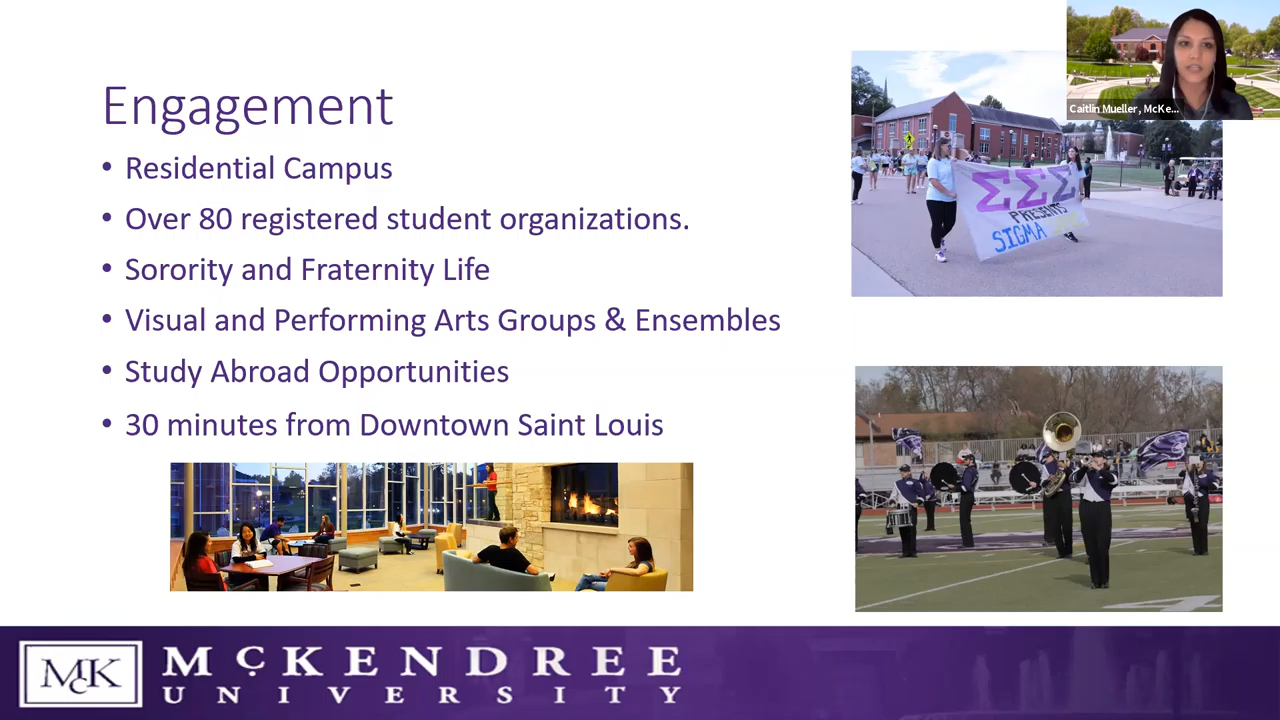 Engagement
• Residential Campus
• Over 80 registered student organizations.
• Sorority and Fraternity Life
• Visual and Performing Arts Groups & Ensembles
• Study Abroad Opportunities
• 30 minutes from Downtown Saint Louis
Caitlin Mueller, McKe...
ΣΣΣ
PRESENTS
SIGMA
McK
McKENDREE
UNIVERSITY